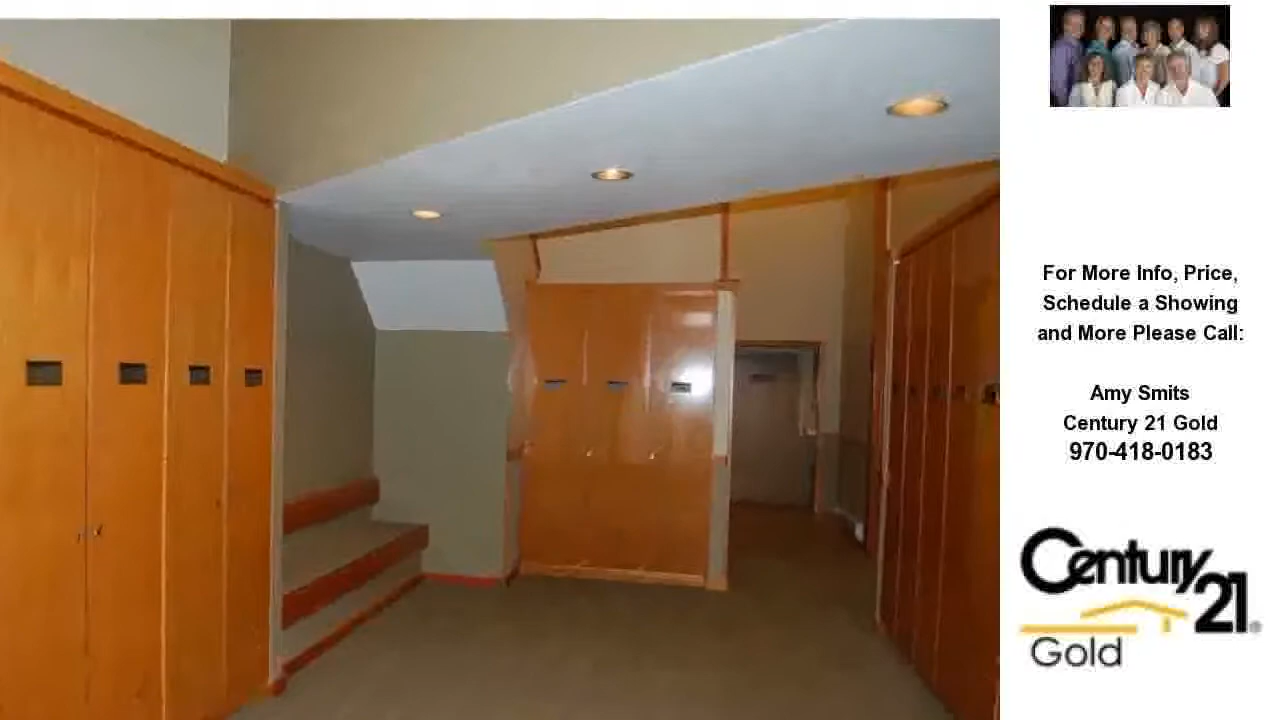 For More Info, Price,
Schedule a Showing
and More Please Call:
Amy Smits
Century 21 Gold
970-418-0183
Century
21
®
Gold